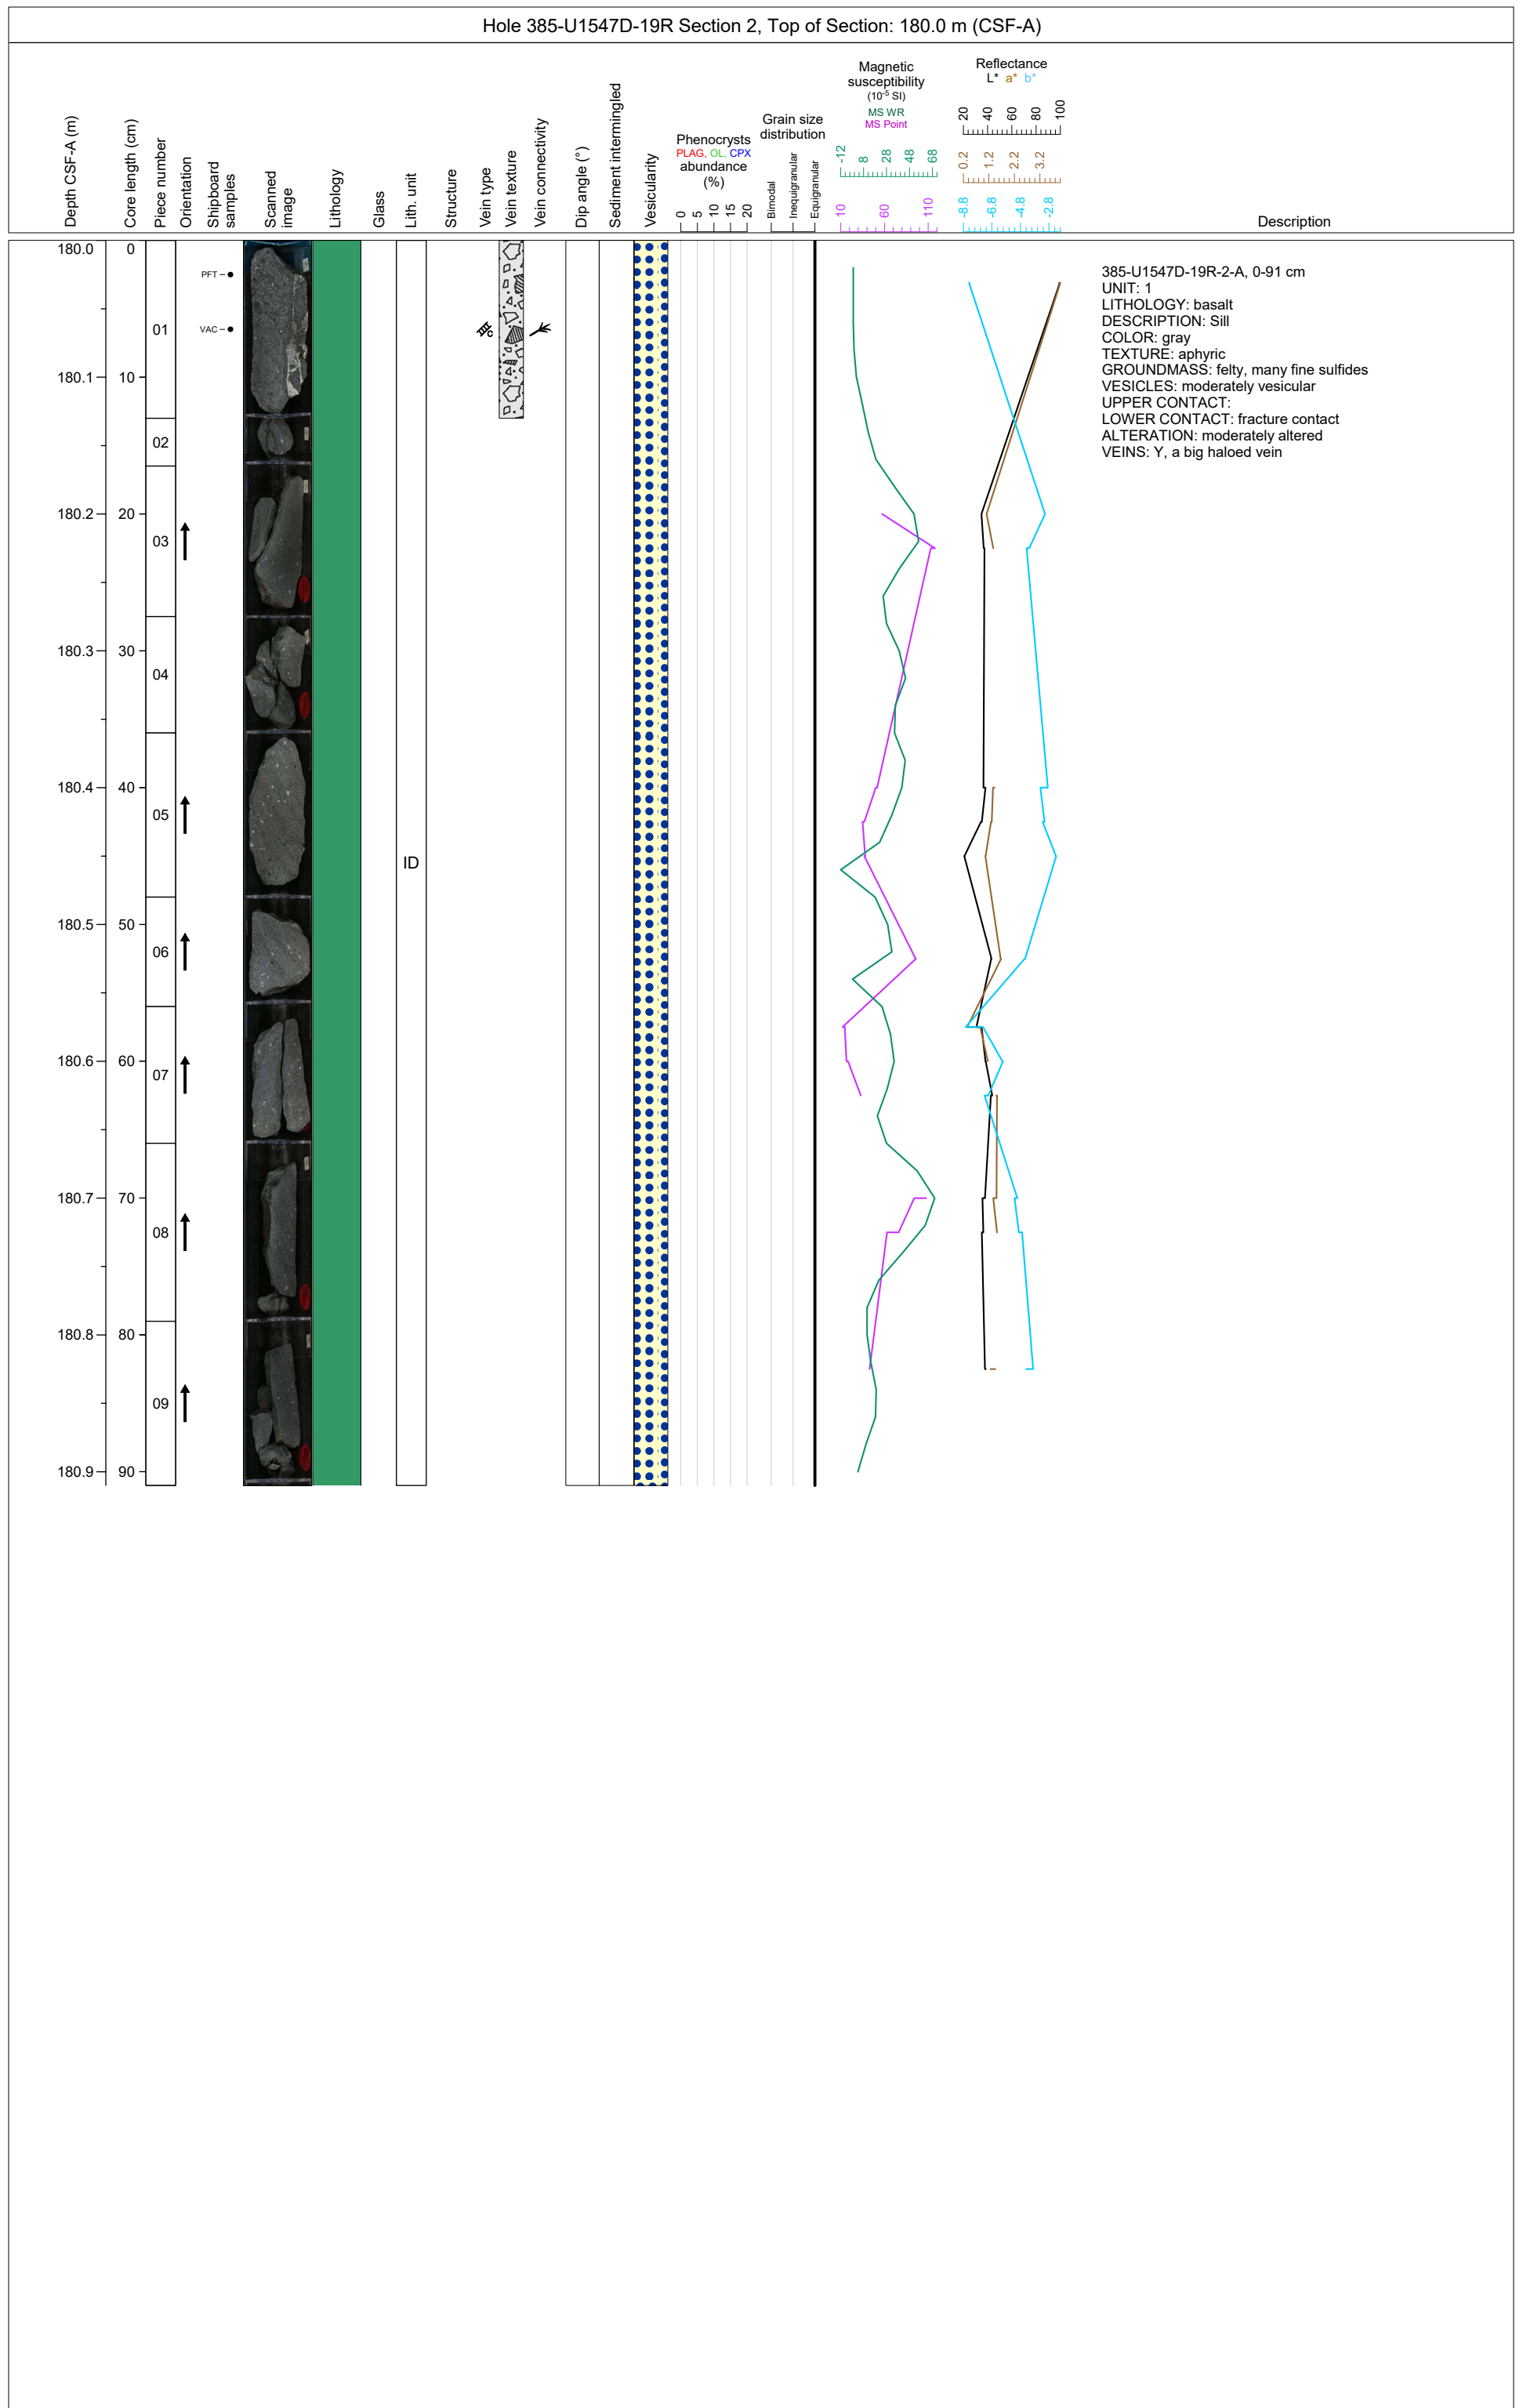 Hole 385-U1547D-19R Section 2, Top of Section: 180.0 m (CSF-A)
Depth CSF-A (m)
Core length (cm)
Piece number
Orientation
Shipboard
samples
Scanned
image
Lithology
Glass
Lith. unit
Structure
Vein type
Vein texture
Vein connectivity
Dip angle (°)
Sediment intermingled
Vesicularity
Phenocrysts
PLAG, OL, CPX
abundance
(%)
0 5 10 15 20
Grain size
distribution
Bimodal
Inequigranular
Equigranular
Magnetic
susceptibility
(10-5 SI)
MS WR
MS Point
-12 8 28 48 68
10 60 110
Reflectance
L* a* b*
20 40 60 80 100
0.2 1.2 2.2 3.2
-8.8 -6.8 -4.8 -2.8
Description
180.0 0
PFT
01
VAC
180.1 10
02
180.2 20
03
180.3 30
04
180.4 40
05
ID
180.5 50
06
180.6 60
07
180.7 70
08
180.8 80
09
180.9 90
385-U1547D-19R-2-A, 0-91 cm
UNIT: 1
LITHOLOGY: basalt
DESCRIPTION: Sill
COLOR: gray
TEXTURE: aphyric
GROUNDMASS: felty, many fine sulfides
VESICLES: moderately vesicular
UPPER CONTACT:
LOWER CONTACT: fracture contact
ALTERATION: moderately altered
VEINS: Y, a big haloed vein